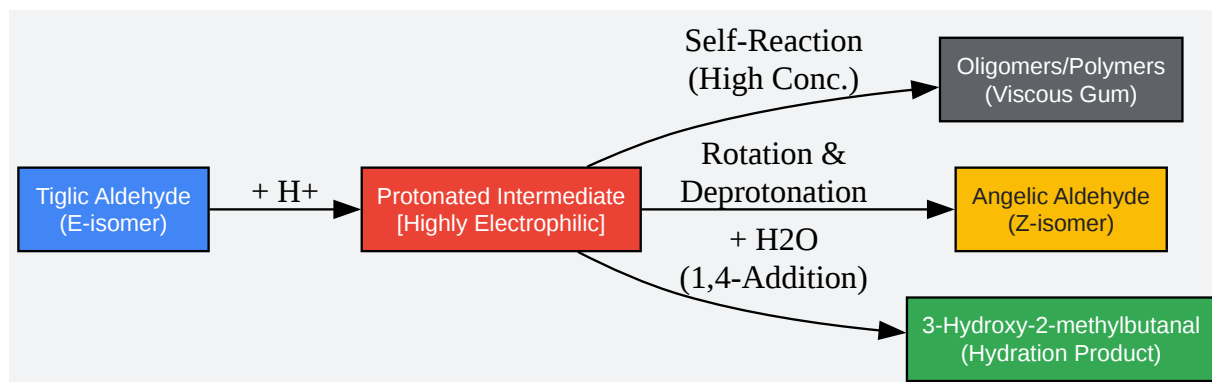 Tiglic Aldehyde
(E-isomer)
+ H+
Protonated Intermediate
[Highly Electrophilic]
Self-Reaction
(High Conc.)
Oligomers/Polymers
(Viscous Gum)
Rotation &
Deprotonation
Angelic Aldehyde
(Z-isomer)
+ H2O
(1,4-Addition)
3-Hydroxy-2-methylbutanal
(Hydration Product)